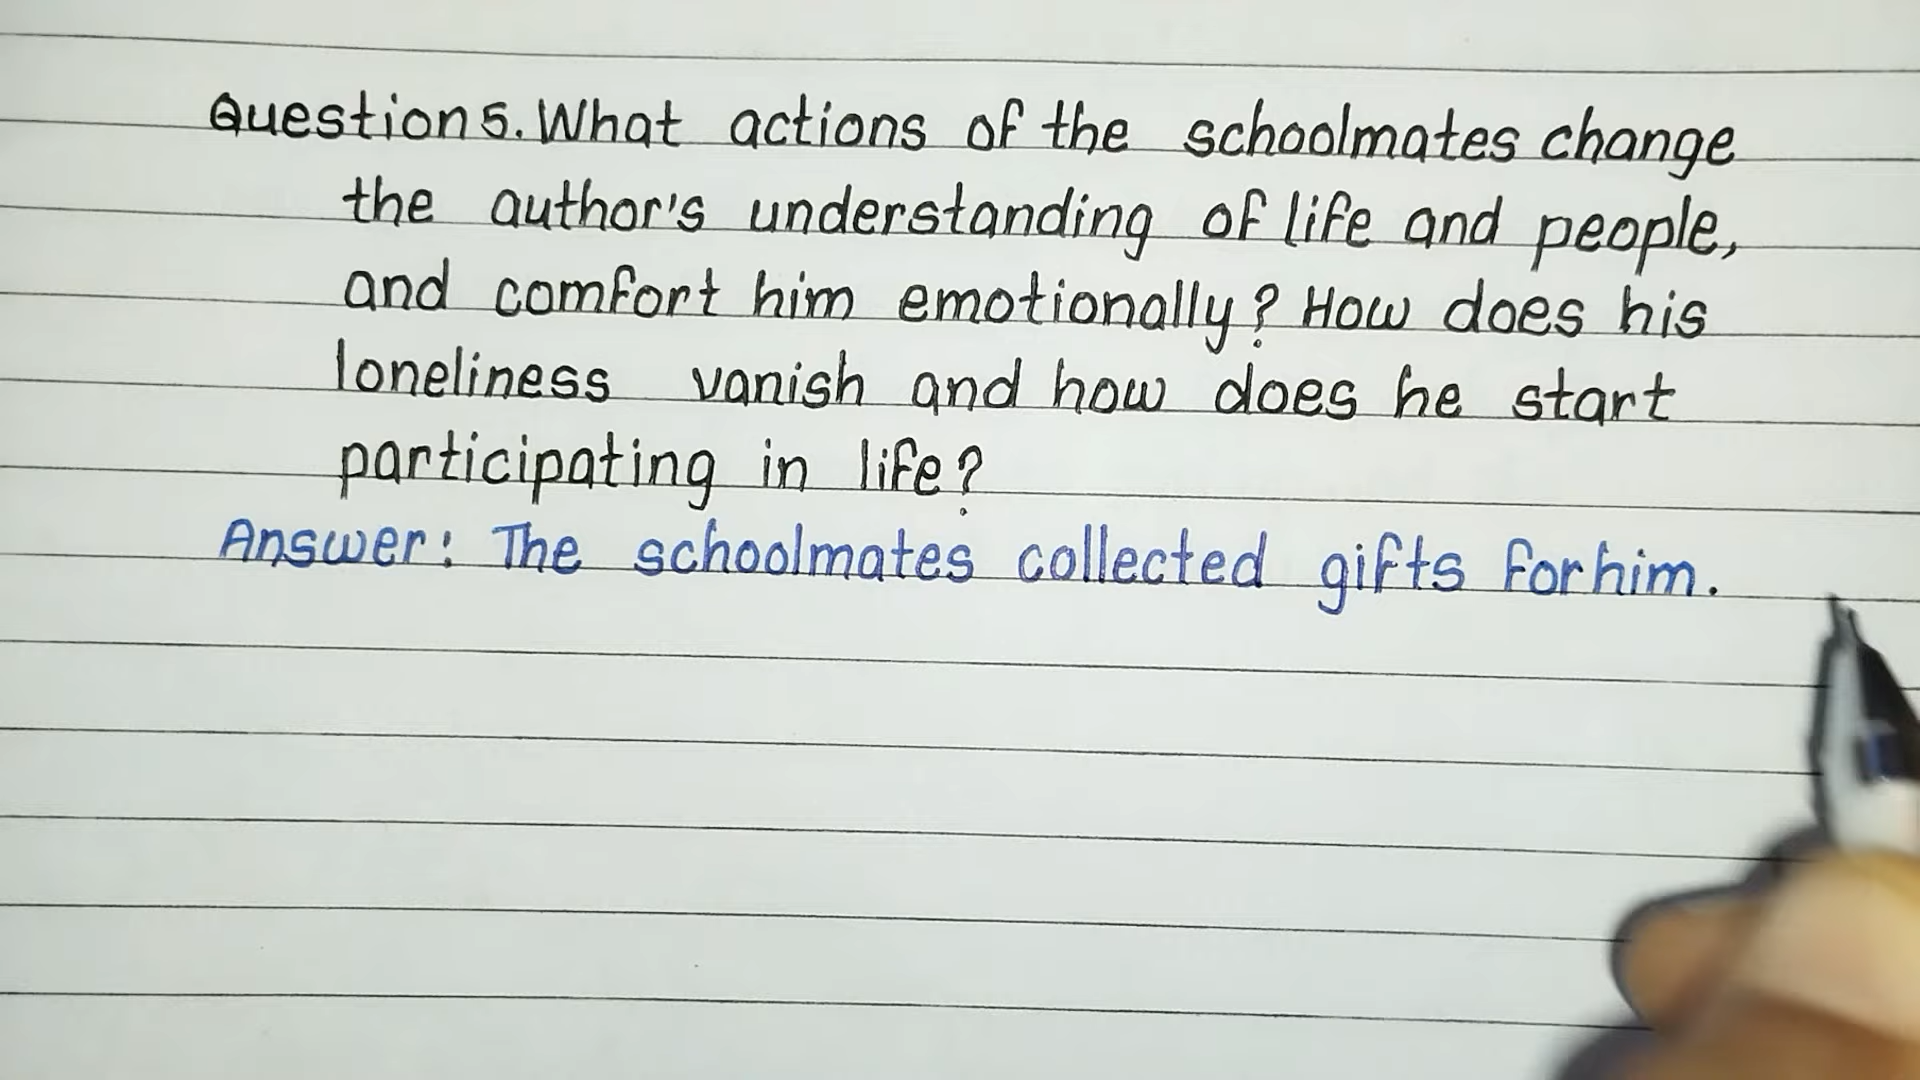 Question 5. What actions of the schoolmates change
the author's understanding of life and people,
and comfort him emotionally? How does his
loneliness vanish and how does he start
participating in life?
Answer: The schoolmates collected gifts for him.